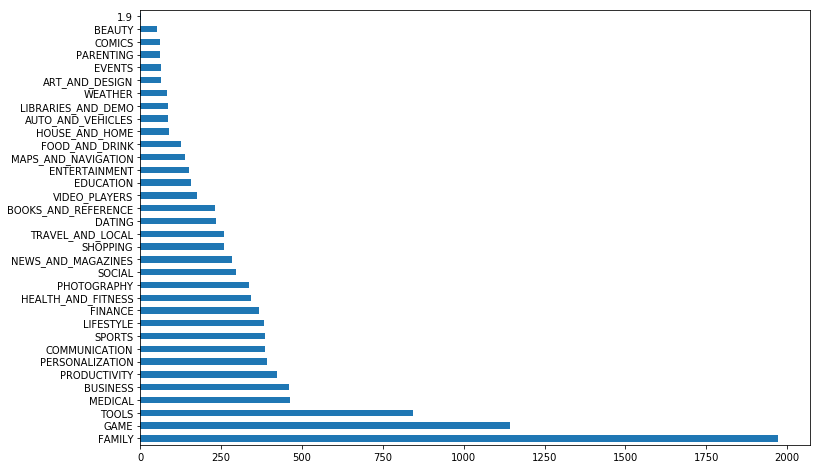 1.9
BEAUTY
COMICS
PARENTING
EVENTS
ART_AND_DESIGN
WEATHER
LIBRARIES_AND_DEMO
AUTO_AND_VEHICLES
HOUSE_AND_HOME
FOOD_AND_DRINK
MAPS_AND_NAVIGATION
ENTERTAINMENT
EDUCATION
VIDEO_PLAYERS
BOOKS_AND_REFERENCE
DATING
TRAVEL_AND_LOCAL
SHOPPING
NEWS_AND_MAGAZINES
SOCIAL
PHOTOGRAPHY
HEALTH_AND_FITNESS
FINANCE
LIFESTYLE
SPORTS
COMMUNICATION
PERSONALIZATION
PRODUCTIVITY
BUSINESS
MEDICAL
TOOLS
GAME
FAMILY
0 250 500 750 1000 1250 1500 1750 2000